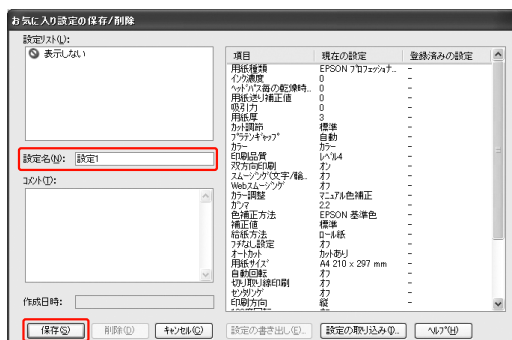 お気に入り設定の保存/削除
設定リスト(L):
表示しない
設定名(N): 設定1
コメント(T):
作成日時:
項目 現在の設定 登録済みの設定
用紙種類 EPSON プロフェッショナ... -
インク濃度 0 -
ヘッドパス毎の乾燥時... 0 -
用紙送り補正値 0 -
吸引力 0 -
用紙厚 3 -
カット調節 標準 -
プラテンギャップ 自動 -
カラー カラー -
印刷品質 レベル4 -
双方向印刷 オフ -
スムージング(文字/輪... オフ -
Webスムージング オフ -
カラー調整 マニュアル色補正 -
ガンマ 2.2 -
色補正方法 EPSON 基準色 -
補正値 標準 -
給紙方法 ロール紙 -
フチなし設定 オフ -
オートカット カットあり -
用紙サイズ A4 210 x 297 mm -
自動回転 オフ -
切り取り線印刷 オフ -
センタリング オフ -
印刷方向 縦 -
保存(S) 削除(D) キャンセル(C) 設定の書き出し(E)... 設定の取り込み(I)... ヘルプ(H)